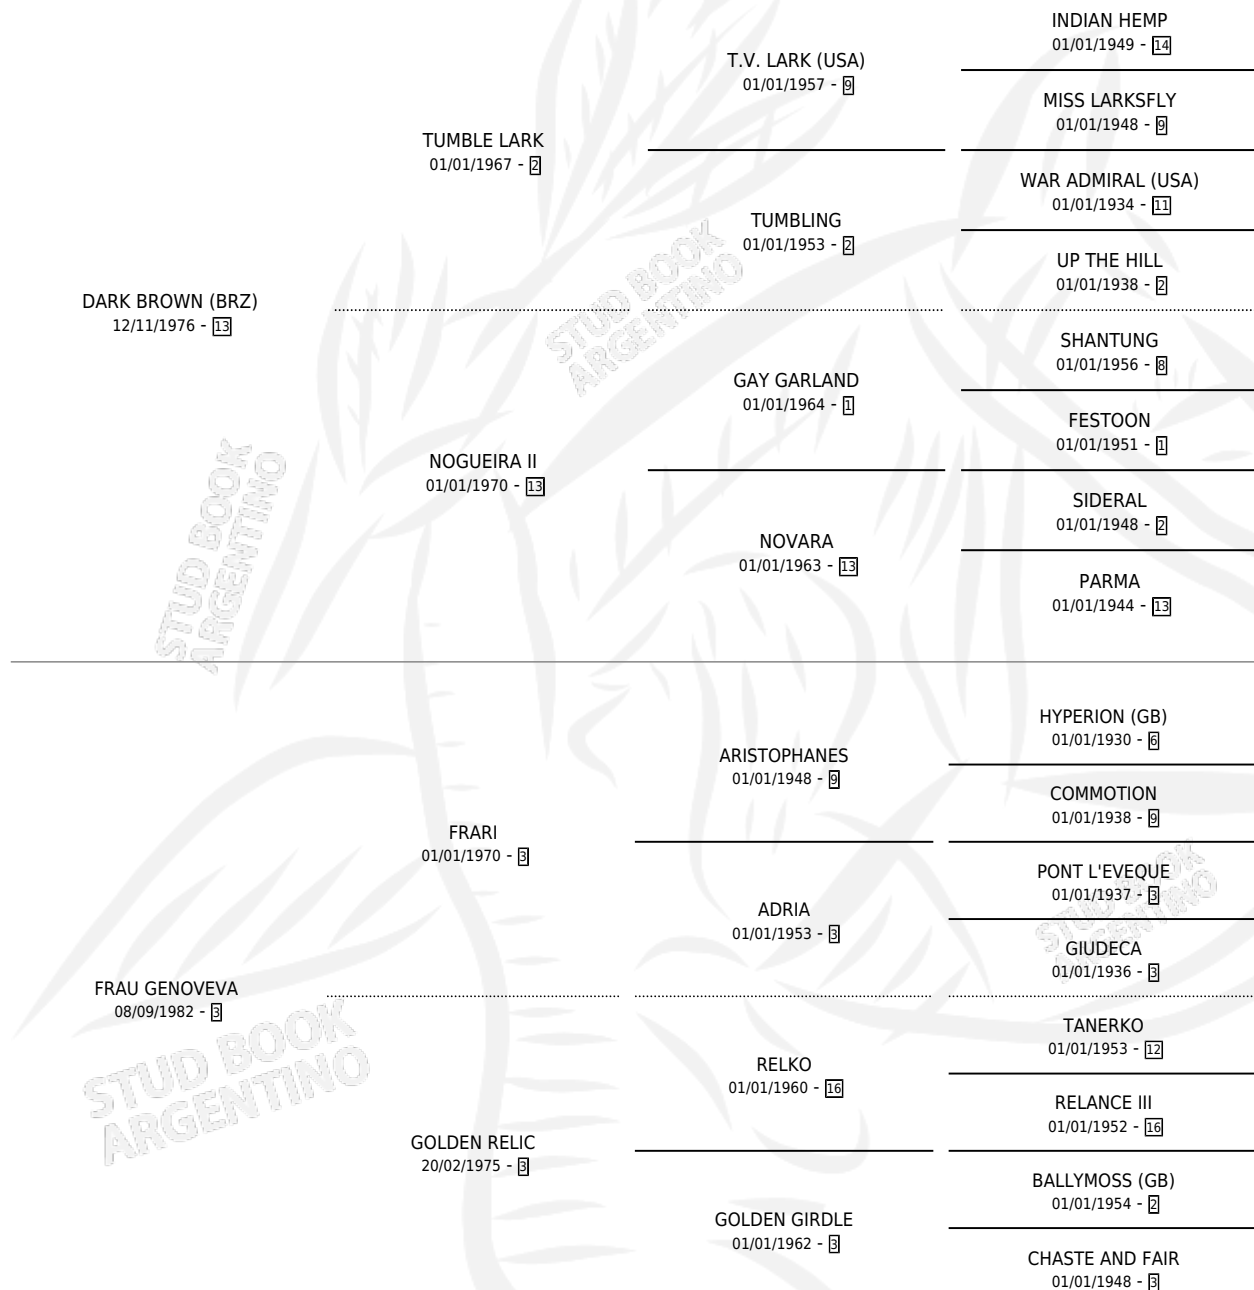 INDIAN HEMP
01/01/1949 - 14
T.V. LARK (USA)
01/01/1957 - 9
MISS LARKSFLY
01/01/1948 - 9
TUMBLE LARK
01/01/1967 - 2
WAR ADMIRAL (USA)
01/01/1934 - 11
TUMBLING
01/01/1953 - 2
UP THE HILL
01/01/1938 - 2
DARK BROWN (BRZ)
12/11/1976 - 13
SHANTUNG
01/01/1956 - 8
GAY GARLAND
01/01/1964 - 1
FESTOON
01/01/1951 - 1
NOGUEIRA II
01/01/1970 - 13
SIDERAL
01/01/1948 - 2
NOVARA
01/01/1963 - 13
PARMA
01/01/1944 - 13
HYPERION (GB)
01/01/1930 - 6
ARISTOPHANES
01/01/1948 - 9
COMMOTION
01/01/1938 - 9
FRARI
01/01/1970 - 3
PONT L'EVEQUE
01/01/1937 - 3
ADRIA
01/01/1953 - 3
GIUDECA
01/01/1936 - 3
FRAU GENOVEVA
08/09/1982 - 3
TANERKO
01/01/1953 - 12
RELKO
01/01/1960 - 16
RELANCE III
01/01/1952 - 16
GOLDEN RELIC
20/02/1975 - 3
BALLYMOSS (GB)
01/01/1954 - 2
GOLDEN GIRDLE
01/01/1962 - 3
CHASTE AND FAIR
01/01/1948 - 3
STUD BOOK
ARGENTINO
STUD BOOK
ARGENTINO
STUD BOOK
ARGENTINO
STUD BOOK
ARGENTINO